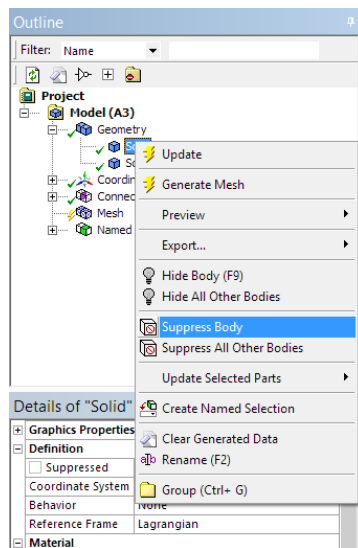 Outline
Filter: Name
Project
Model (A3)
Geometry
So
So
Coordin
Connec
Mesh
Named
Update
Generate Mesh
Preview
Export...
Hide Body (F9)
Hide All Other Bodies
Suppress Body
Suppress All Other Bodies
Update Selected Parts
Create Named Selection
Clear Generated Data
Rename (F2)
Group (Ctrl+ G)
Details of "Solid"
Graphics Properties
Definition
Suppressed
Coordinate System
Behavior None
Reference Frame Lagrangian
Material